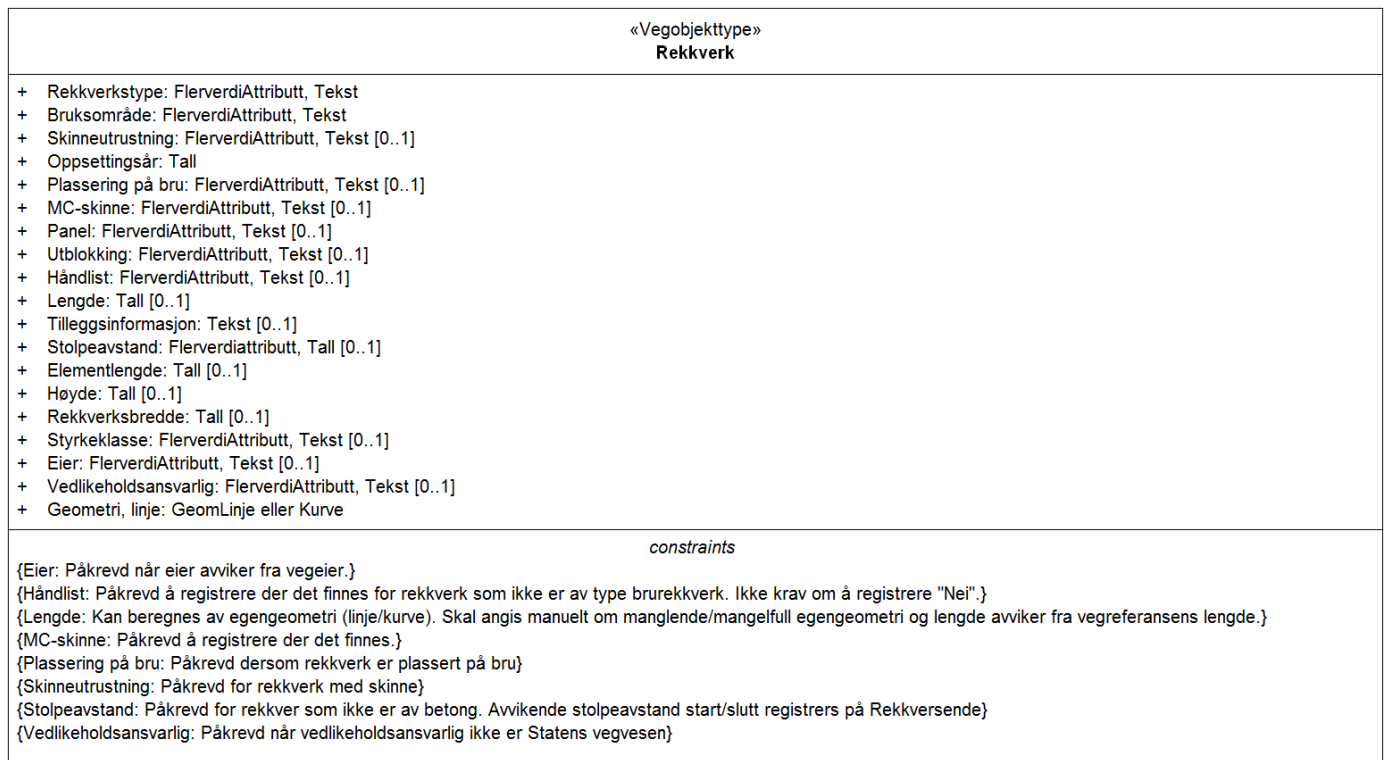 «Vegobjekttype»
Rekkverk
+ Rekkverkstype: FlerverdiAttributt, Tekst
+ Bruksområde: FlerverdiAttributt, Tekst
+ Skinneutrustning: FlerverdiAttributt, Tekst [0..1]
+ Oppsettingsår: Tall
+ Plassering på bru: FlerverdiAttributt, Tekst [0..1]
+ MC-skinne: FlerverdiAttributt, Tekst [0..1]
+ Panel: FlerverdiAttributt, Tekst [0..1]
+ Utblokking: FlerverdiAttributt, Tekst [0..1]
+ Håndlist: FlerverdiAttributt, Tekst [0..1]
+ Lengde: Tall [0..1]
+ Tilleggsinformasjon: Tekst [0..1]
+ Stolpeavstand: Flerverdiattributt, Tall [0..1]
+ Elementlengde: Tall [0..1]
+ Høyde: Tall [0..1]
+ Rekkverksbredde: Tall [0..1]
+ Styrkeklasse: FlerverdiAttributt, Tekst [0..1]
+ Eier: FlerverdiAttributt, Tekst [0..1]
+ Vedlikeholdsansvarlig: FlerverdiAttributt, Tekst [0..1]
+ Geometri, linje: GeomLinje eller Kurve
constraints
{Eier: Påkrevd når eier avviker fra vegeier.}
{Håndlist: Påkrevd å registrere der det finnes for rekkverk som ikke er av type brurekkverk. Ikke krav om å registrere "Nei".}
{Lengde: Kan beregnes av egengeometri (linje/kurve). Skal angis manuelt om manglende/mangelfull egengeometri og lengde avviker fra vegreferansens lengde.}
{MC-skinne: Påkrevd å registrere der det finnes.}
{Plassering på bru: Påkrevd dersom rekkverk er plassert på bru}
{Skinneutrustning: Påkrevd for rekkverk med skinne}
{Stolpeavstand: Påkrevd for rekkver som ikke er av betong. Avvikende stolpeavstand start/slutt registrers på Rekkversende}
{Vedlikeholdsansvarlig: Påkrevd når vedlikeholdsansvarlig ikke er Statens vegvesen}